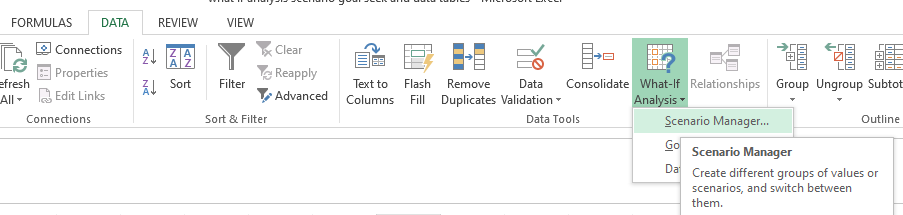 what if analysis scenario goal seek and data tables - Microsoft Excel
FORMULAS DATA REVIEW VIEW
Connections
Properties
Edit Links
efresh
All
Connections
Sort
Filter
Clear
Reapply
Advanced
Sort & Filter
Text to
Columns
Flash
Fill
Remove
Duplicates
Data
Validation
Consolidate
What-If
Analysis
Relationships
Data Tools
Group
Ungroup
Subtot
Outline
Scenario Manager...
Go
Da
Scenario Manager
Create different groups of values or
scenarios, and switch between
them.